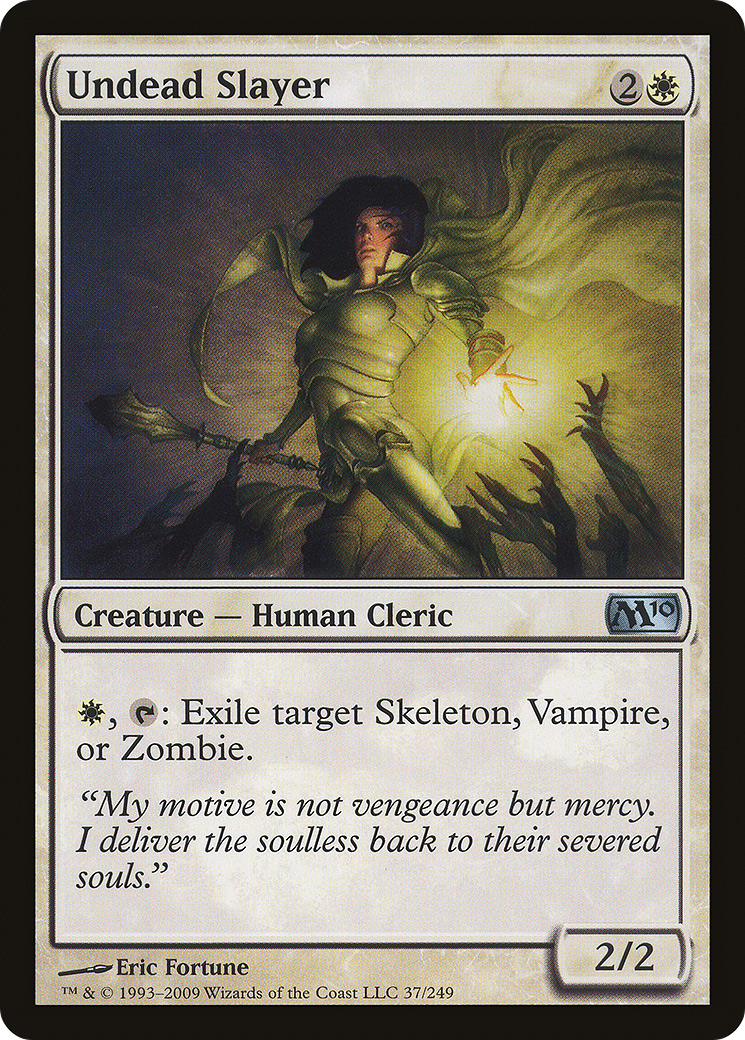 Undead Slayer 2
Creature — Human Cleric M10
, : Exile target Skeleton, Vampire,
or Zombie.
“My motive is not vengeance but mercy.
I deliver the soulless back to their severed
souls.”
2/2
Eric Fortune
™ & © 1993–2009 Wizards of the Coast LLC 37/249